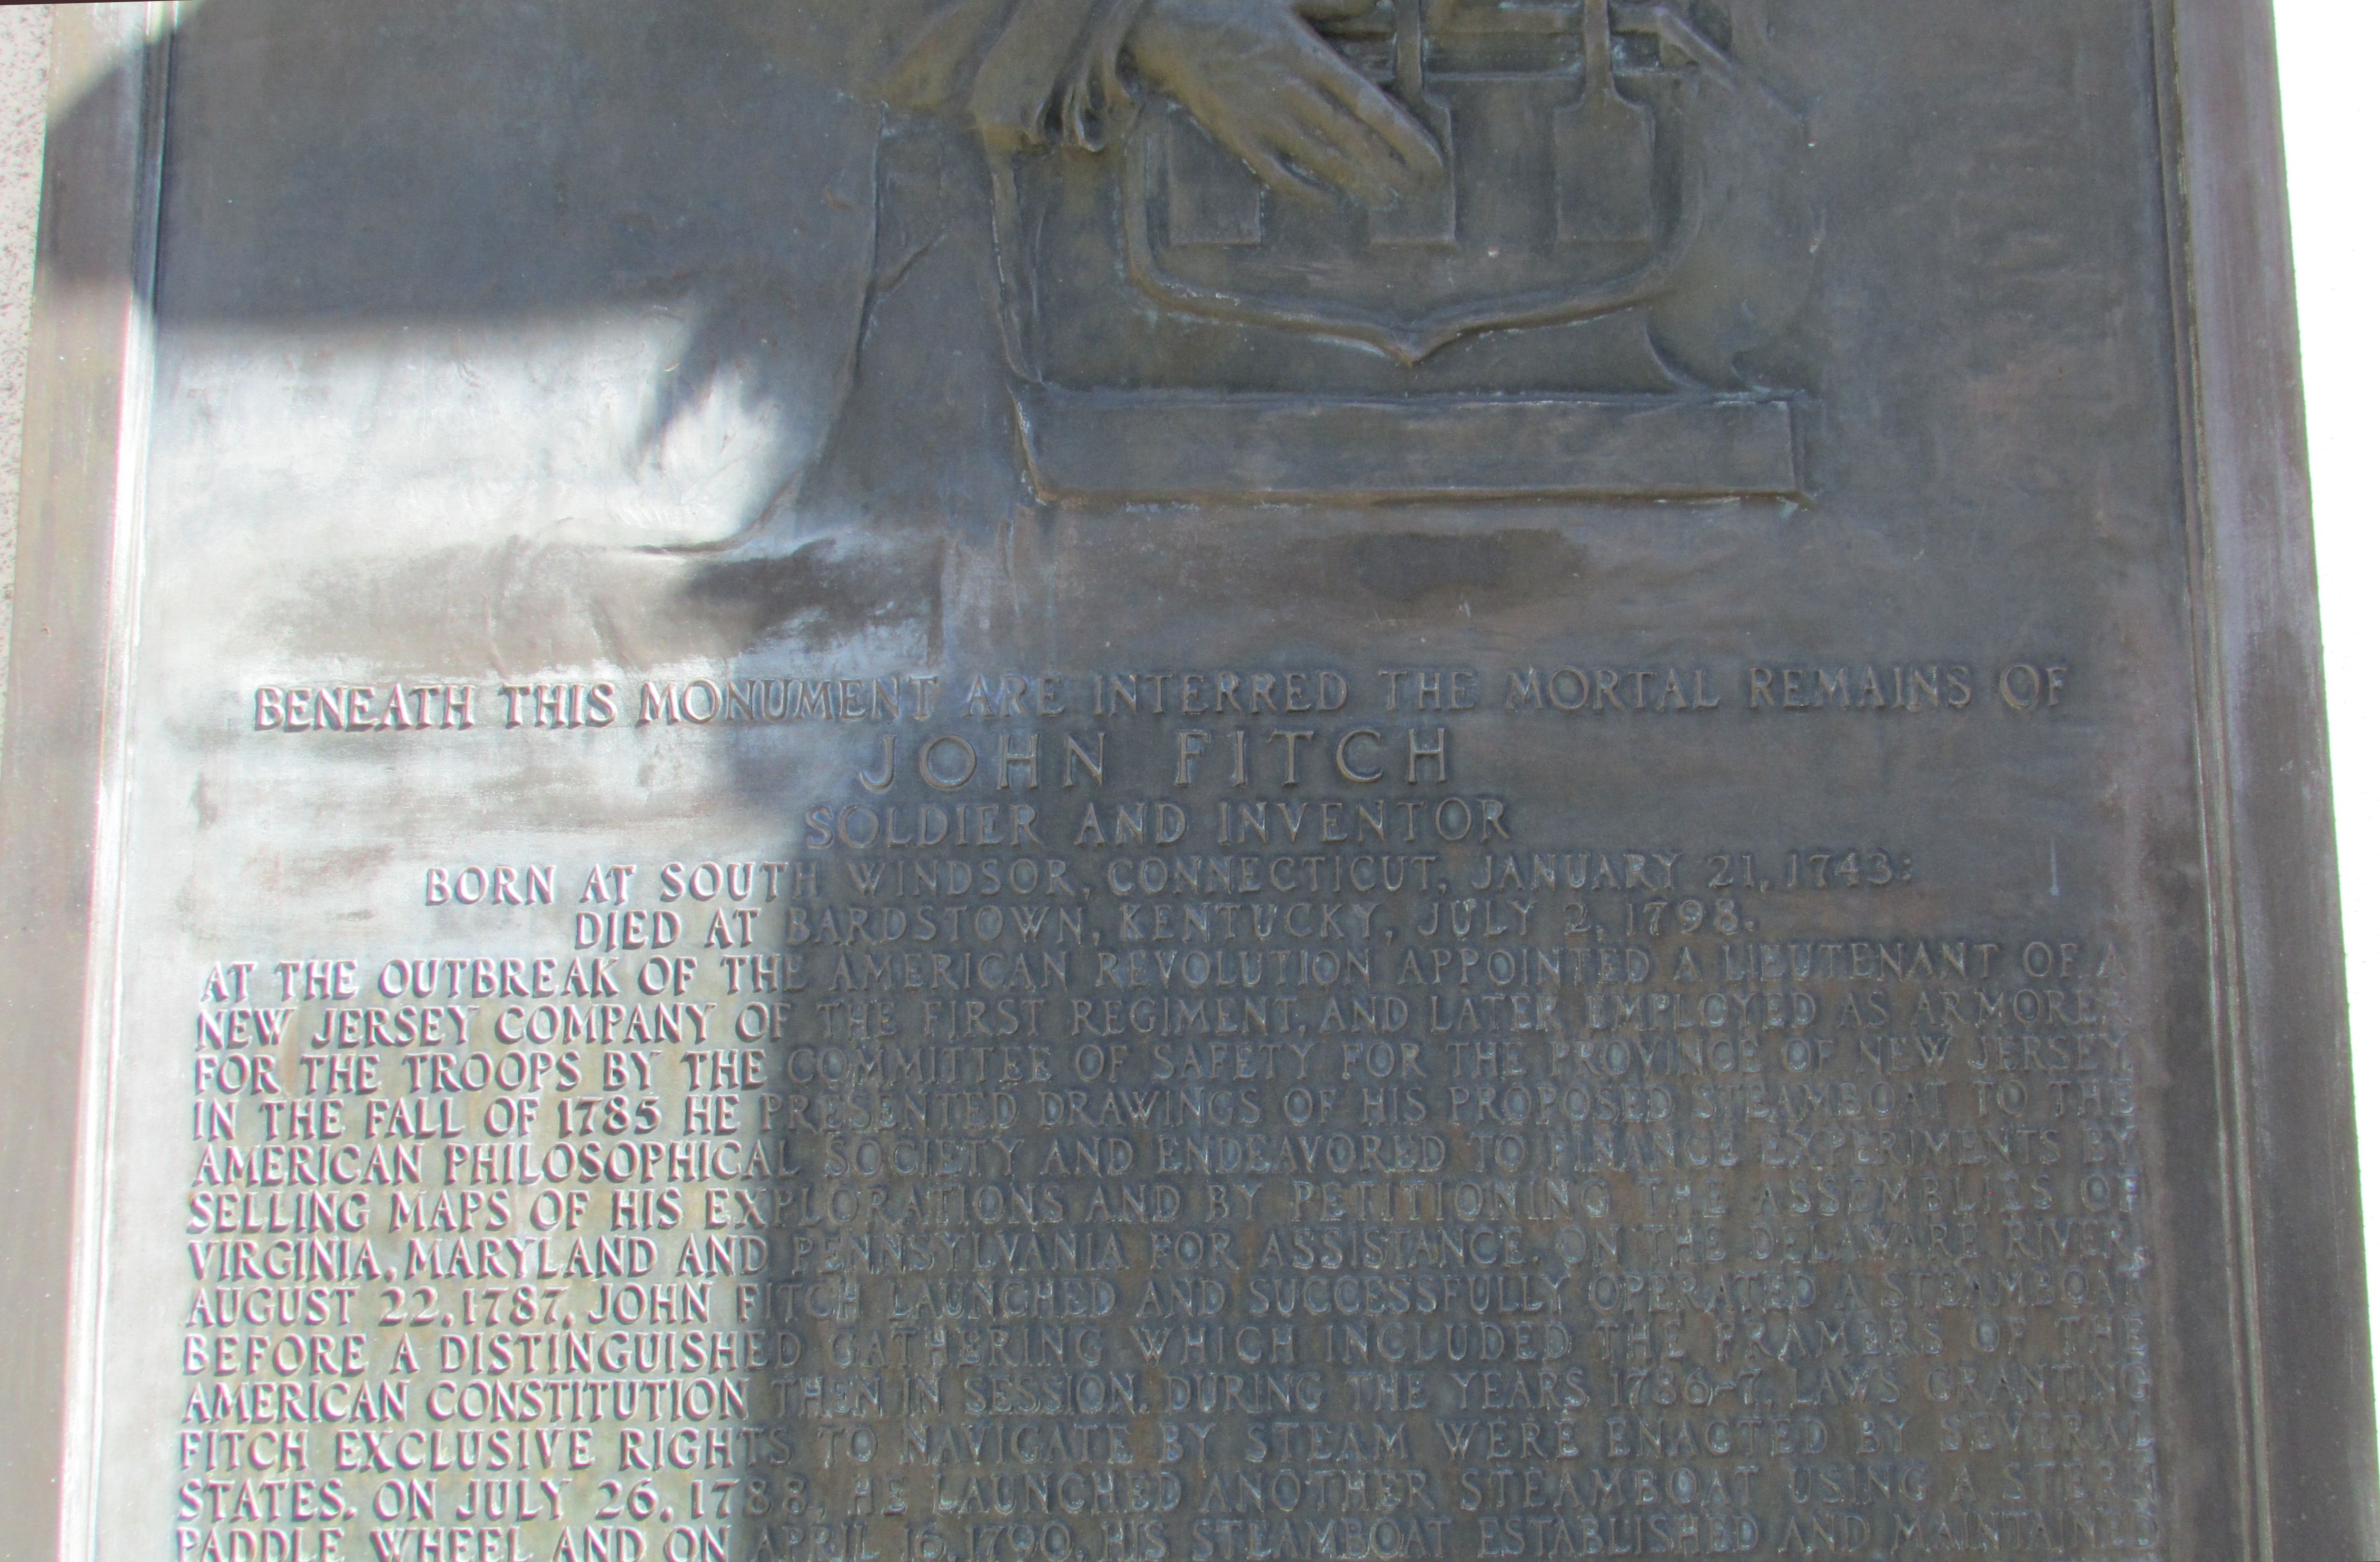 BENEATH THIS MONUMENT ARE INTERRED THE MORTAL REMAINS OF
JOHN FITCH
SOLDIER AND INVENTOR
BORN AT SOUTH WINDSOR, CONNECTICUT, JANUARY 21, 1743:
DIED AT BARDSTOWN, KENTUCKY, JULY 2, 1798.
AT THE OUTBREAK OF THE AMERICAN REVOLUTION APPOINTED A LIEUTENANT OF A
NEW JERSEY COMPANY OF THE FIRST REGIMENT, AND LATER EMPLOYED AS ARMORER
FOR THE TROOPS BY THE COMMITTEE OF SAFETY FOR THE PROVINCE OF NEW JERSEY.
IN THE FALL OF 1785 HE PRESENTED DRAWINGS OF HIS PROPOSED STEAMBOAT TO THE
AMERICAN PHILOSOPHICAL SOCIETY AND ENDEAVORED TO FINANCE EXPERIMENTS BY
SELLING MAPS OF HIS EXPLORATIONS AND BY PETITIONING THE ASSEMBLIES OF
VIRGINIA, MARYLAND AND PENNSYLVANIA FOR ASSISTANCE. ON THE DELAWARE RIVER,
AUGUST 22, 1787, JOHN FITCH LAUNCHED AND SUCCESSFULLY OPERATED A STEAMBOAT
BEFORE A DISTINGUISHED GATHERING WHICH INCLUDED THE FRAMERS OF THE
AMERICAN CONSTITUTION THEN IN SESSION. DURING THE YEARS 1786-7, LAWS GRANTING
FITCH EXCLUSIVE RIGHTS TO NAVIGATE BY STEAM WERE ENACTED BY SEVERAL
STATES. ON JULY 26, 1788, HE LAUNCHED ANOTHER STEAMBOAT USING A STERN
PADDLE WHEEL AND ON APRIL 16, 1790, HIS STEAMBOAT ESTABLISHED AND MAINTAINED